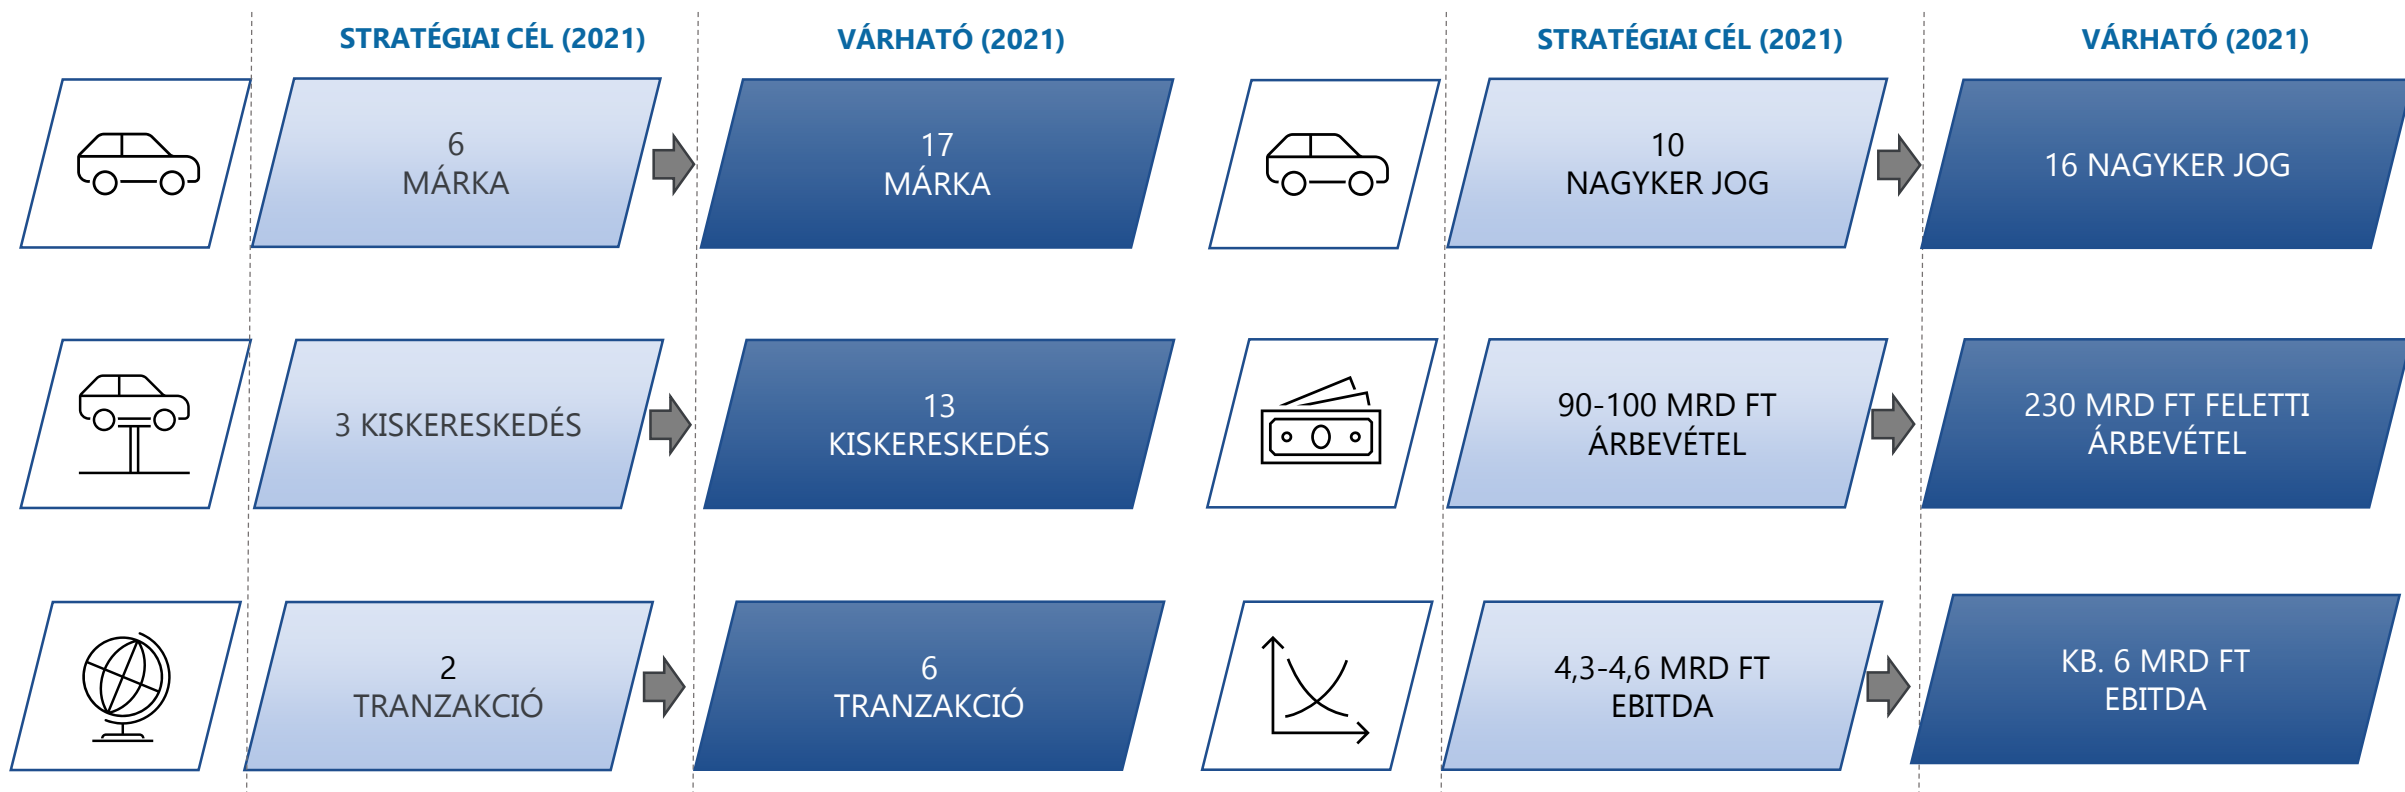 STRATÉGIAI CÉL (2021)
VÁRHATÓ (2021)
STRATÉGIAI CÉL (2021)
VÁRHATÓ (2021)
6
MÁRKA
17
MÁRKA
10
NAGYKER JOG
16 NAGYKER JOG
3 KISKERESKEDÉS
13
KISKERESKEDÉS
90-100 MRD FT
ÁRBEVÉTEL
230 MRD FT FELETTI
ÁRBEVÉTEL
2
TRANZAKCIÓ
6
TRANZAKCIÓ
4,3-4,6 MRD FT
EBITDA
KB. 6 MRD FT
EBITDA